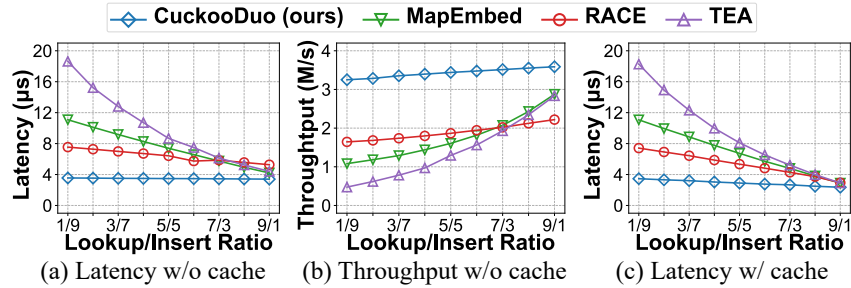 CuckooDuo (ours) MapEmbed RACE TEA
Latency (μs)
20
16
12
8
4
0
1/9 3/7 5/5 7/3 9/1
Lookup/Insert Ratio
(a) Latency w/o cache
Throughtput (M/s)
4
3
2
1
0
1/9 3/7 5/5 7/3 9/1
Lookup/Insert Ratio
(b) Throughput w/o cache
Latency (μs)
20
16
12
8
4
0
1/9 3/7 5/5 7/3 9/1
Lookup/Insert Ratio
(c) Latency w/ cache